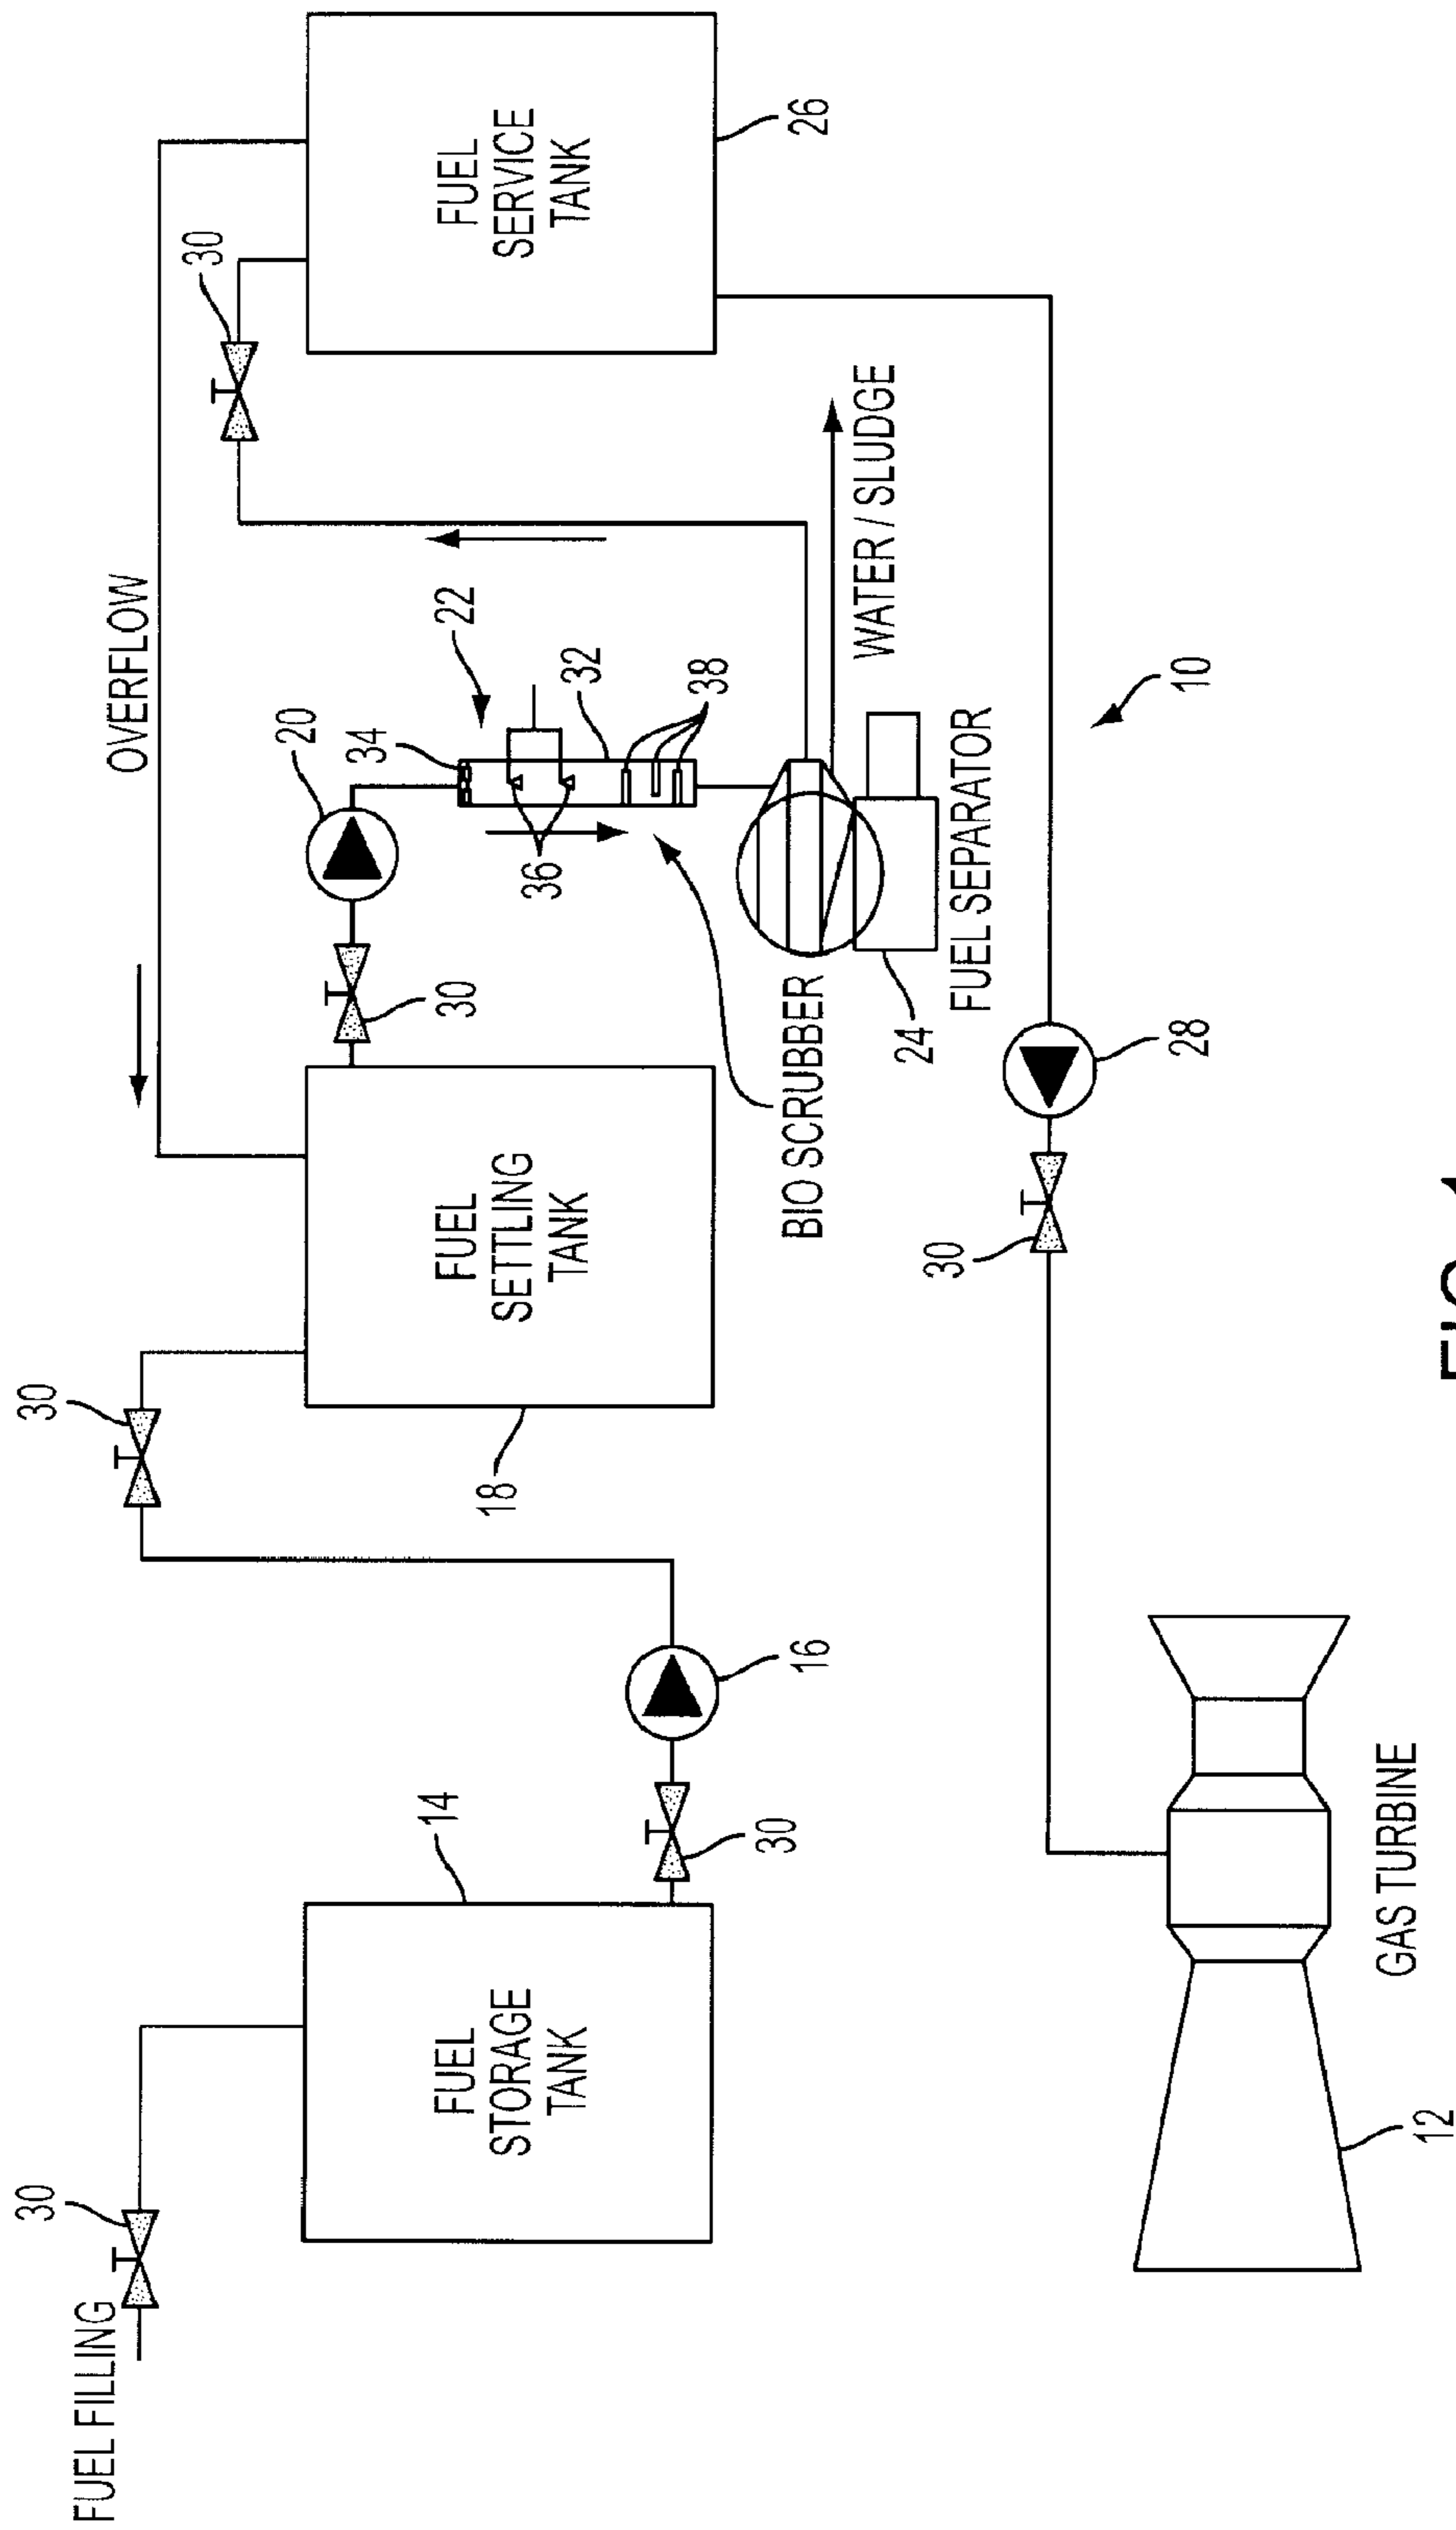 FUEL FILLING
30
FUEL
STORAGE
TANK
14
30
16
30
FUEL
SETTLING
TANK
18
OVERFLOW
30
20
34
22
36
32
38
BIO SCRUBBER
24
FUEL SEPARATOR
WATER / SLUDGE
30
FUEL
SERVICE
TANK
26
10
28
30
GAS TURBINE
12